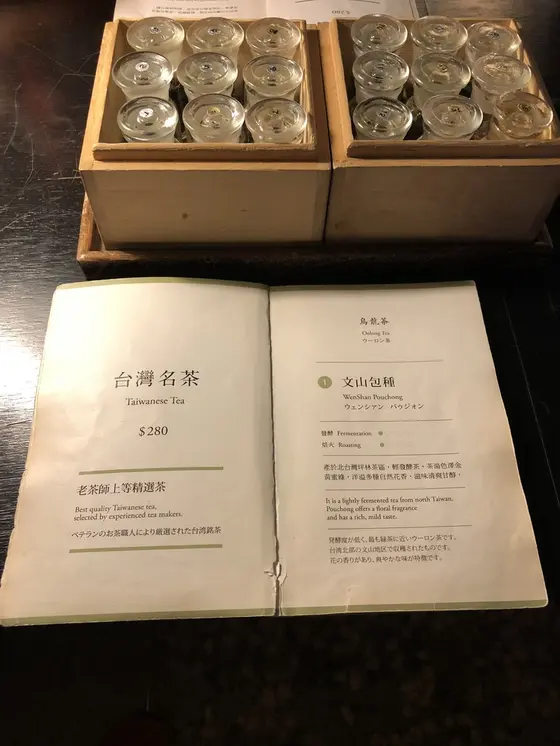 $280
台灣名茶
Taiwanese Tea
$280
老茶師上等精選茶
Best quality Taiwanese tea,
selected by experienced tea makers.
ベテランのお茶職人により厳選された台湾銘茶
烏龍茶
Oolong Tea
ウーロン茶
1 文山包種
WenShan Pouchong
ウェンシアン パウジォン
發酵 Fermentation
焙火 Roasting
產於北台灣坪林茶區,輕發酵茶,茶湯色澤金
黃蜜綠,洋溢多種自然花香,滋味清爽甘醇。
It is a lightly fermented tea from north Taiwan.
Pouchong offers a floral fragrance
and has a rich, mild taste.
発酵度が低く、最も緑茶に近いウーロン茶です。
台湾北部の文山地区で収穫されたものです。
花の香りがあり、爽やかな味が特徴です。